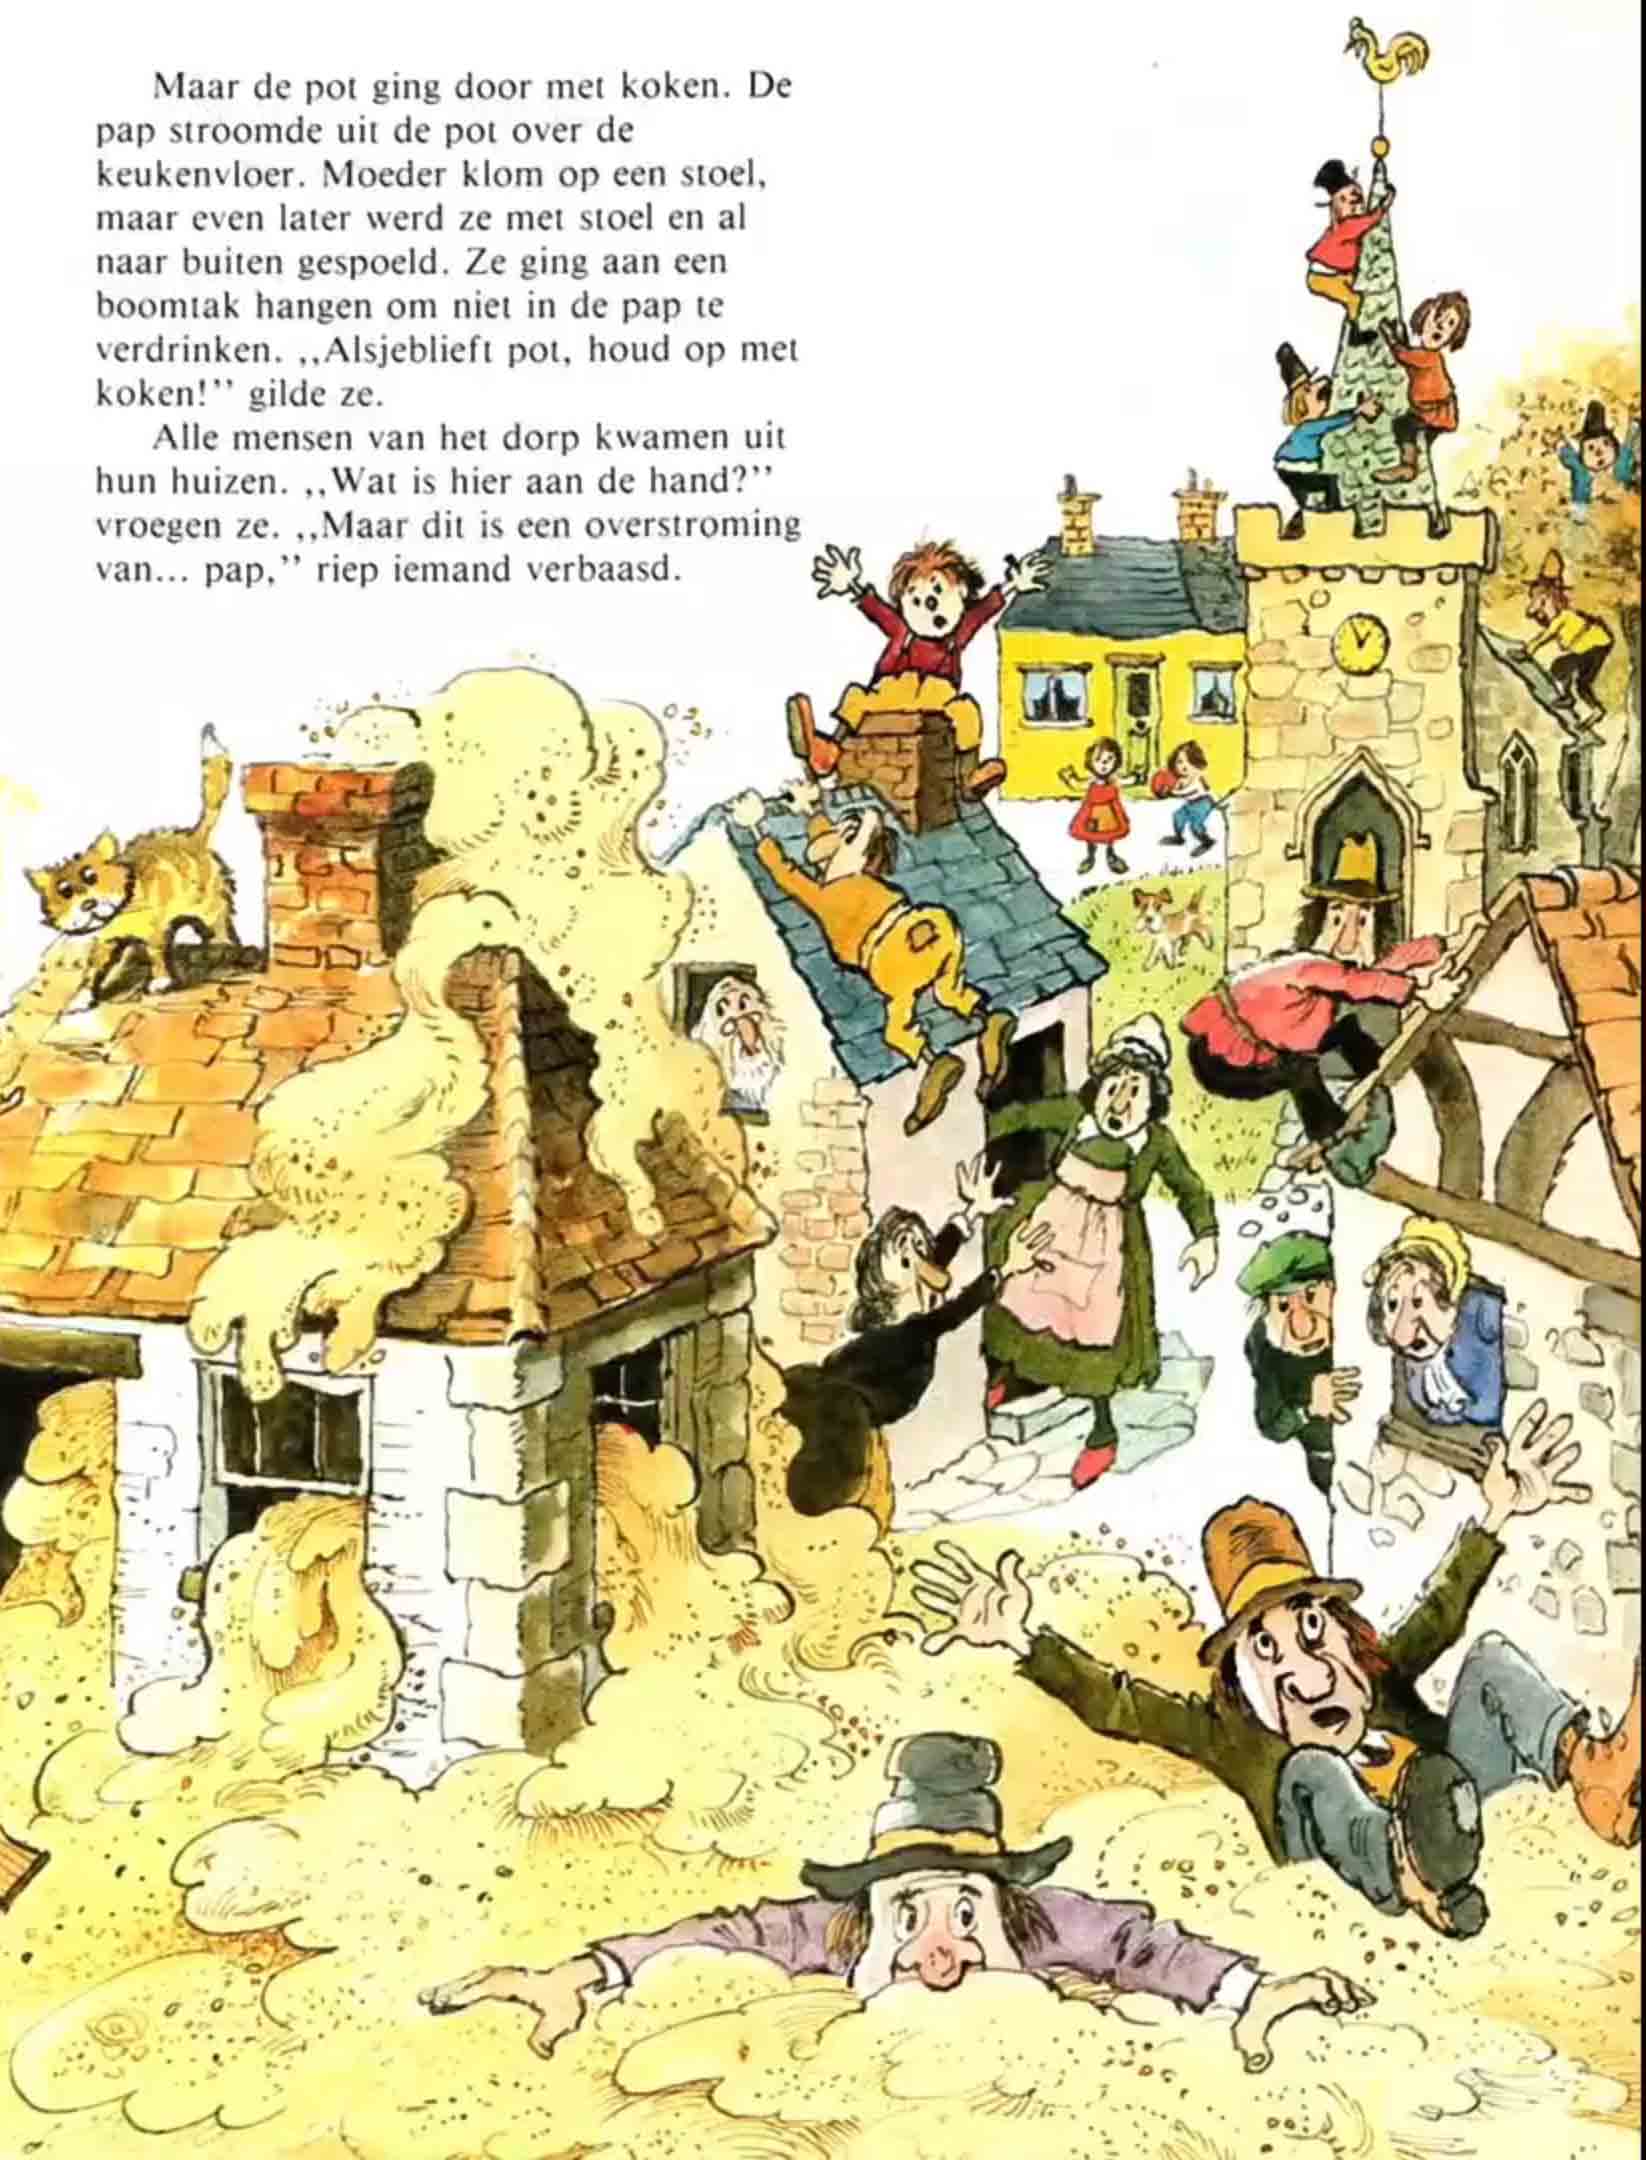 Maar de pot ging door met koken. De
pap stroomde uit de pot over de
keukenvloer. Moeder klom op een stoel,
maar even later werd ze met stoel en al
naar buiten gespoeld. Ze ging aan een
boomtak hangen om niet in de pap te
verdrinken. ,,Alsjeblieft pot, houd op met
koken!’’ gilde ze.
Alle mensen van het dorp kwamen uit
hun huizen. ,,Wat is hier aan de hand?’’
vroegen ze. ,,Maar dit is een overstroming
van... pap,’’ riep iemand verbaasd.